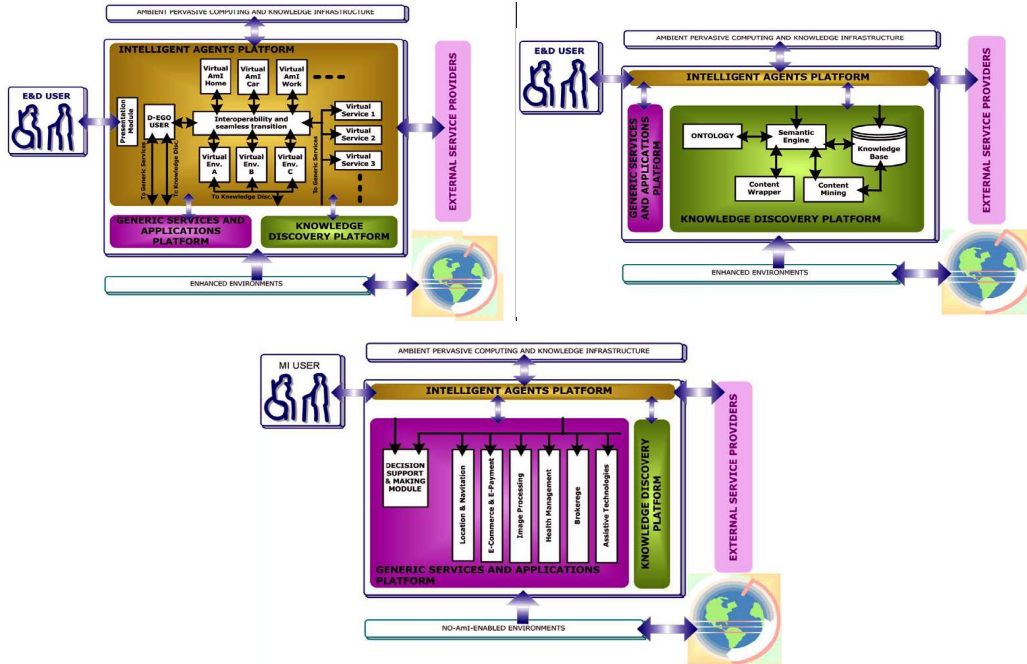 AMBIENT PERVASIVE COMPUTING AND KNOWLEDGE INFRASTRUCTURE
INTELLIGENT AGENTS PLATFORM
E&D USER
Presentation
Module
D-EGO
USER
Virtual
AmI
Home
Virtual
AmI
Car
Virtual
AmI
Work
Interoperability and
seamless transition
Virtual
Env.
A
Virtual
Env.
B
Virtual
Env.
C
Virtual
Service 1
Virtual
Service 2
Virtual
Service 3
To Generic Services
To Knowledge Disc.
To Knewledge Disc.
To Generic Services
GENERIC SERVICES AND
APPLICATIONS
PLATFORM
KNOWLEDGE
DISCOVERY PLATFORM
EXTERNAL SERVICE PROVIDERS
ENHANCED ENVIRONMENTS
AMBIENT PERVASIVE COMPUTING AND KNOWLEDGE INFRASTRUCTURE
E&D USER
INTELLIGENT AGENTS PLATFORM
GENERIC SERVICES
AND APPLICATIONS
PLATFORM
ONTOLOGY
Semantic
Engine
Knowledge
Base
Content
Wrapper
Content
Mining
KNOWLEDGE DISCOVERY PLATFORM
EXTERNAL SERVICE PROVIDERS
ENHANCED ENVIRONMENTS
AMBIENT PERVASIVE COMPUTING AND KNOWLEDGE INFRASTRUCTURE
MI USER
INTELLIGENT AGENTS PLATFORM
DECISION
SUPPORT
& MAKING
MODULE
Location & Navitation
E-Commerce & E-Payment
Image Processing
Health Management
Brokerege
Assistive Technologies
GENERIC SERVICES AND APPLICATIONS
PLATFORM
KNOWLEDGE DISCOVERY
PLATFORM
EXTERNAL SERVICE PROVIDERS
NO-AmI-ENABLED ENVIRONMENTS